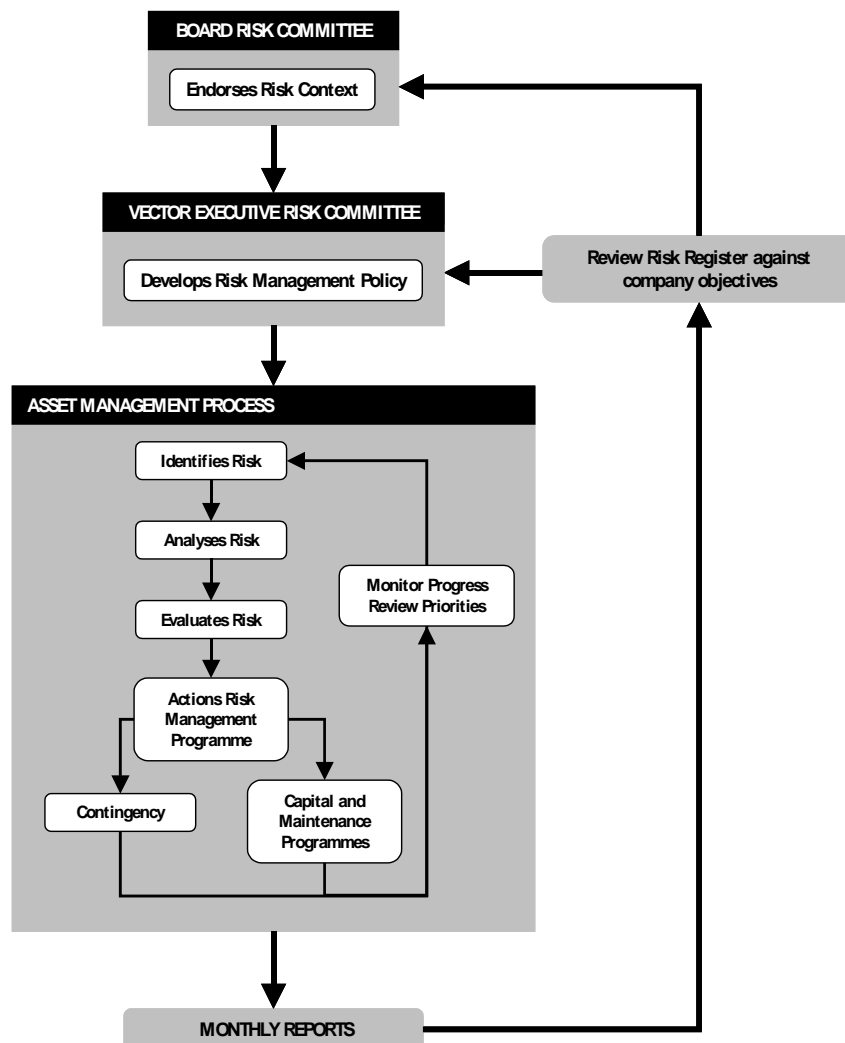 BOARD RISK COMMITTEE
Endorses Risk Context
VECTOR EXECUTIVE RISK COMMITTEE
Develops Risk Management Policy
Review Risk Register against
company objectives
ASSET MANAGEMENT PROCESS
Identifies Risk
Analyses Risk
Monitor Progress
Review Priorities
Evaluates Risk
Actions Risk
Management
Programme
Contingency
Capital and
Maintenance
Programmes
MONTHLY REPORTS